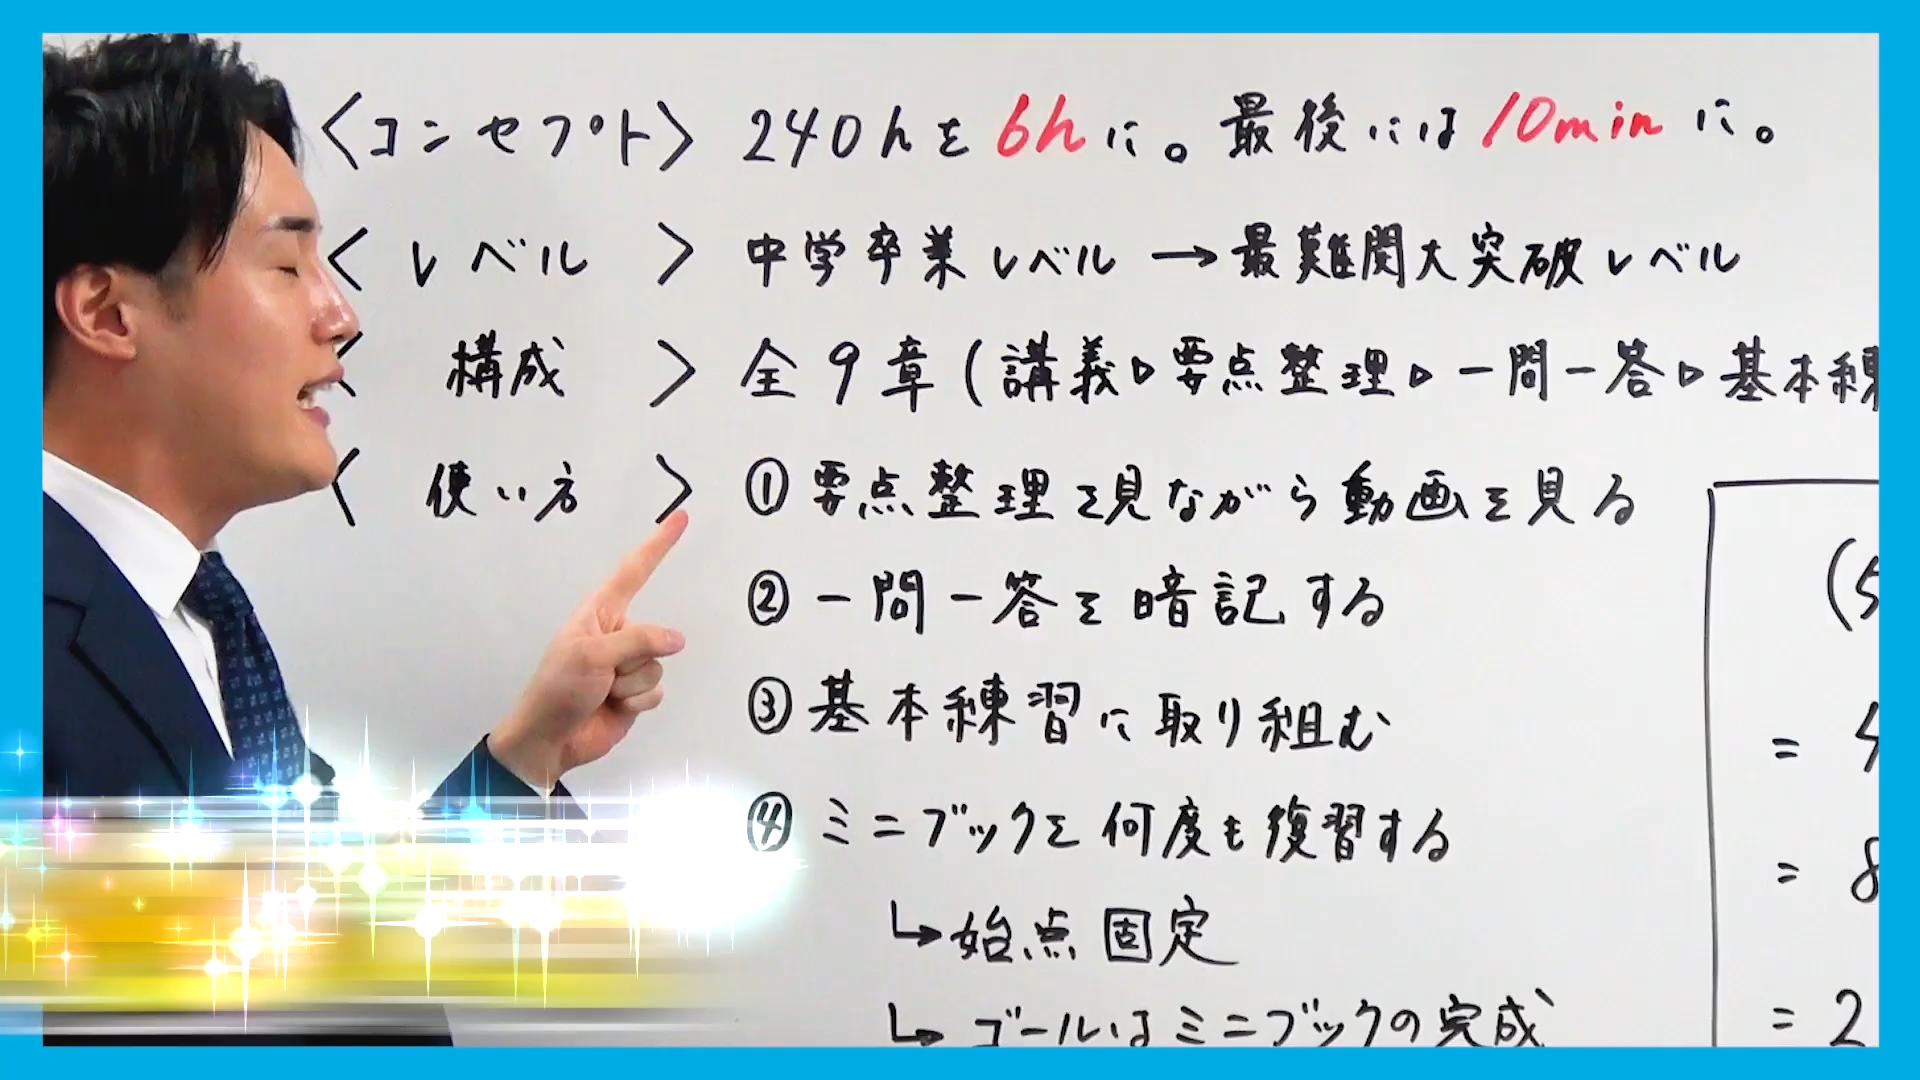 〈コンセプト〉 240hを6hに。最後には10minに。
〈レベル〉 中学卒業レベル→最難関大突破レベル
〈構成〉 全9章(講義▷要点整理▷一問一答▷基本練
〈使い方〉 ①要点整理を見ながら動画を見る
②一問一答を暗記する
③基本練習に取り組む
④ミニブックを何度も復習する
↳始点固定
↳ゴールはミニブックの完成
(5
= 4
= 8
= 2